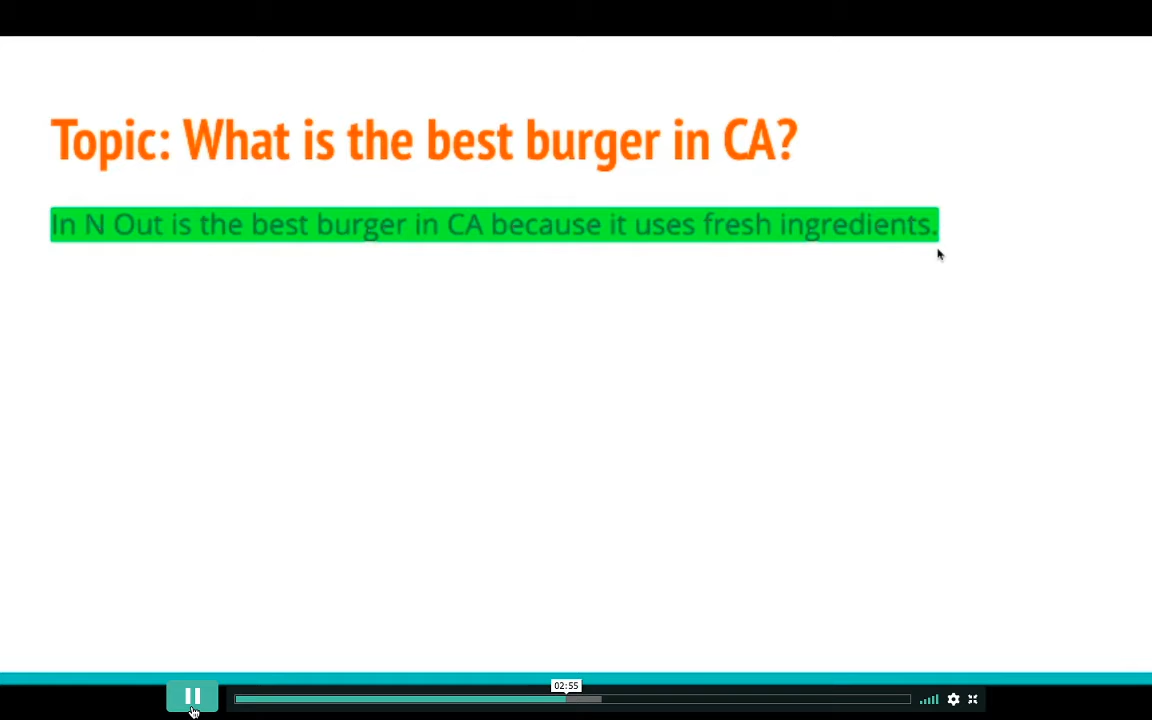 Topic: What is the best burger in CA?
In N Out is the best burger in CA because it uses fresh ingredients.
02:55